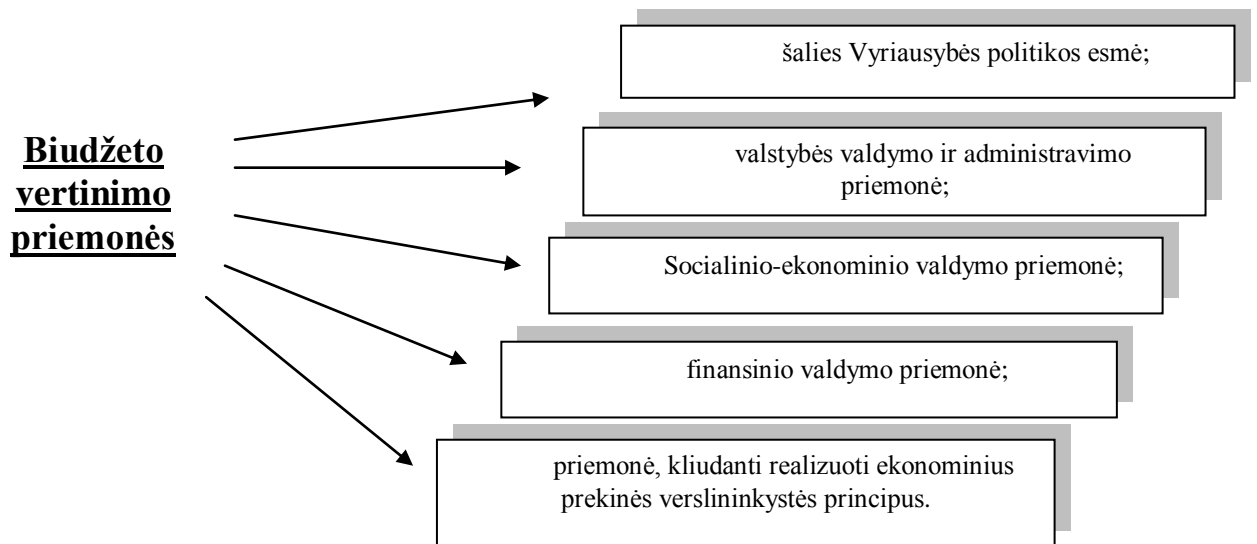 Biudžeto
vertinimo
priemonės
šalies Vyriausybės politikos esmė;
valstybės valdymo ir administravimo
priemonė;
Socialinio-ekonominio valdymo priemonė;
finansinio valdymo priemonė;
priemonė, kliudanti realizuoti ekonominius
prekinės verslininkystės principus.